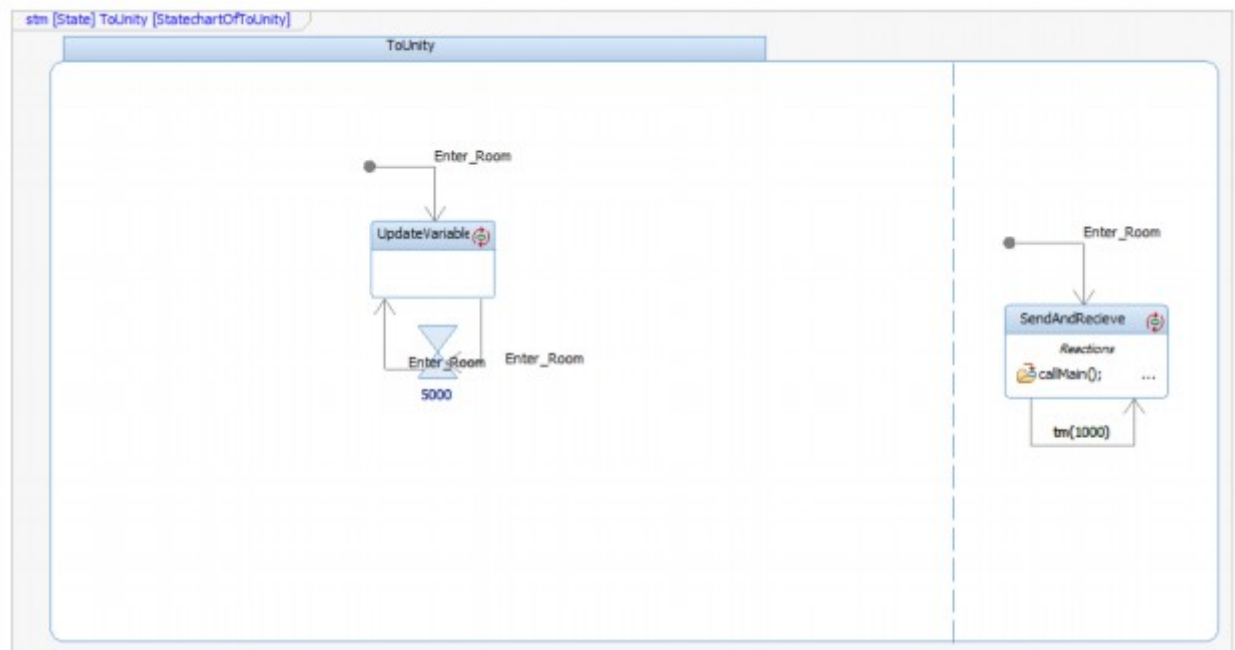 stm [State] ToUnity [StatechartOfToUnity]
ToUnity
Enter_Room
UpdateVariable
Enter_Room
Enter_Room
5000
Enter_Room
SendAndRecieve
Reactions
callMain();
...
tm(1000)